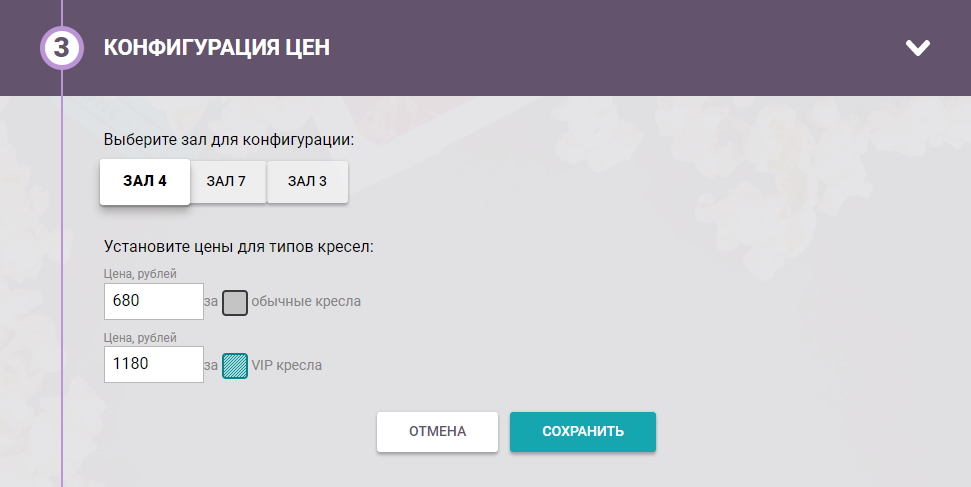 3 КОНФИГУРАЦИЯ ЦЕН
Выберите зал для конфигурации:
ЗАЛ 4 ЗАЛ 7 ЗАЛ 3
Установите цены для типов кресел:
Цена, рублей
680 за обычные кресла
Цена, рублей
1180 за VIP кресла
ОТМЕНА СОХРАНИТЬ